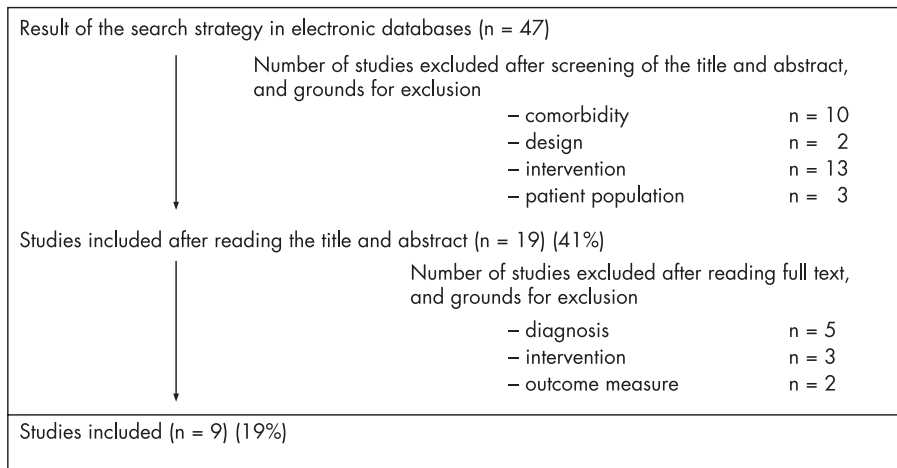 Result of the search strategy in electronic databases (n = 47)
Number of studies excluded after screening of the title and abstract,
and grounds for exclusion
– comorbidity n = 10
– design n = 2
– intervention n = 13
– patient population n = 3
Studies included after reading the title and abstract (n = 19) (41%)
Number of studies excluded after reading full text,
and grounds for exclusion
– diagnosis n = 5
– intervention n = 3
– outcome measure n = 2
Studies included (n = 9) (19%)